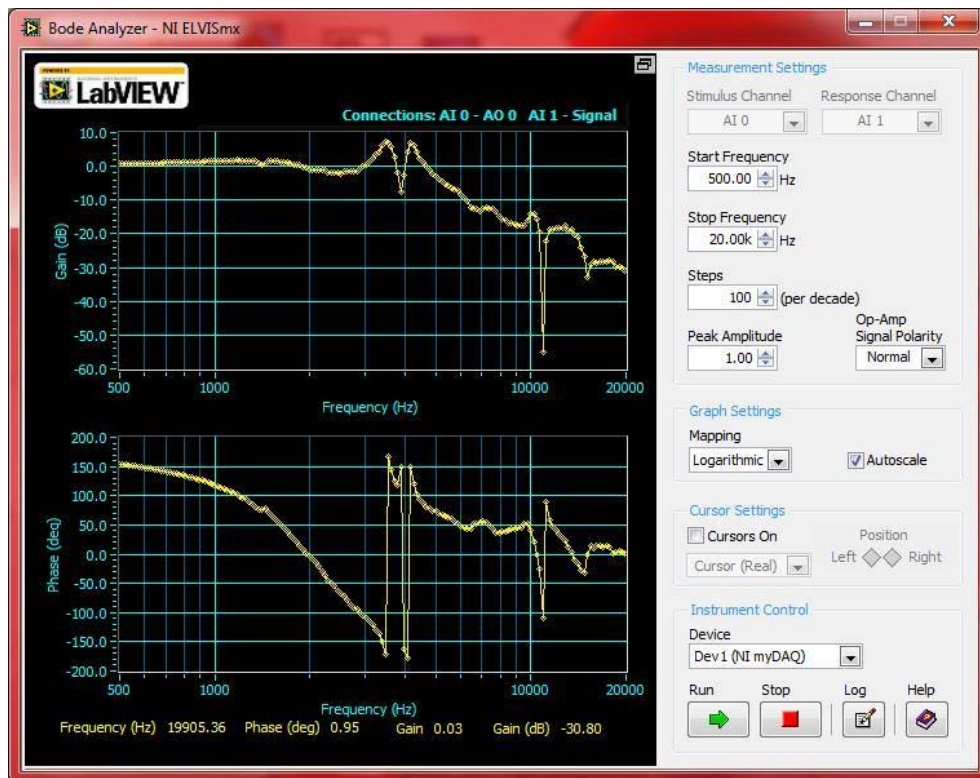 Bode Analyzer - NI ELVISmx
POWERED BY
LabVIEW™
Connections: AI 0 - AO 0 AI 1 - Signal
Gain (dB)
10.0
0.0
-10.0
-20.0
-30.0
-40.0
-50.0
-60.0
500 1000 10000 20000
Frequency (Hz)
Phase (deg)
200.0
150.0
100.0
50.0
0.0
-50.0
-100.0
-150.0
-200.0
500 1000 10000 20000
Frequency (Hz)
Frequency (Hz) 19905.36 Phase (deg) 0.95 Gain 0.03 Gain (dB) -30.80
Measurement Settings
Stimulus Channel Response Channel
AI 0 AI 1
Start Frequency
500.00 Hz
Stop Frequency
20.00k Hz
Steps
100 (per decade)
Peak Amplitude
1.00
Op-Amp
Signal Polarity
Normal
Graph Settings
Mapping
Logarithmic Autoscale
Cursor Settings
Cursors On Position
Cursor (Real) Left Right
Instrument Control
Device
Dev1 (NI myDAQ)
Run Stop Log Help